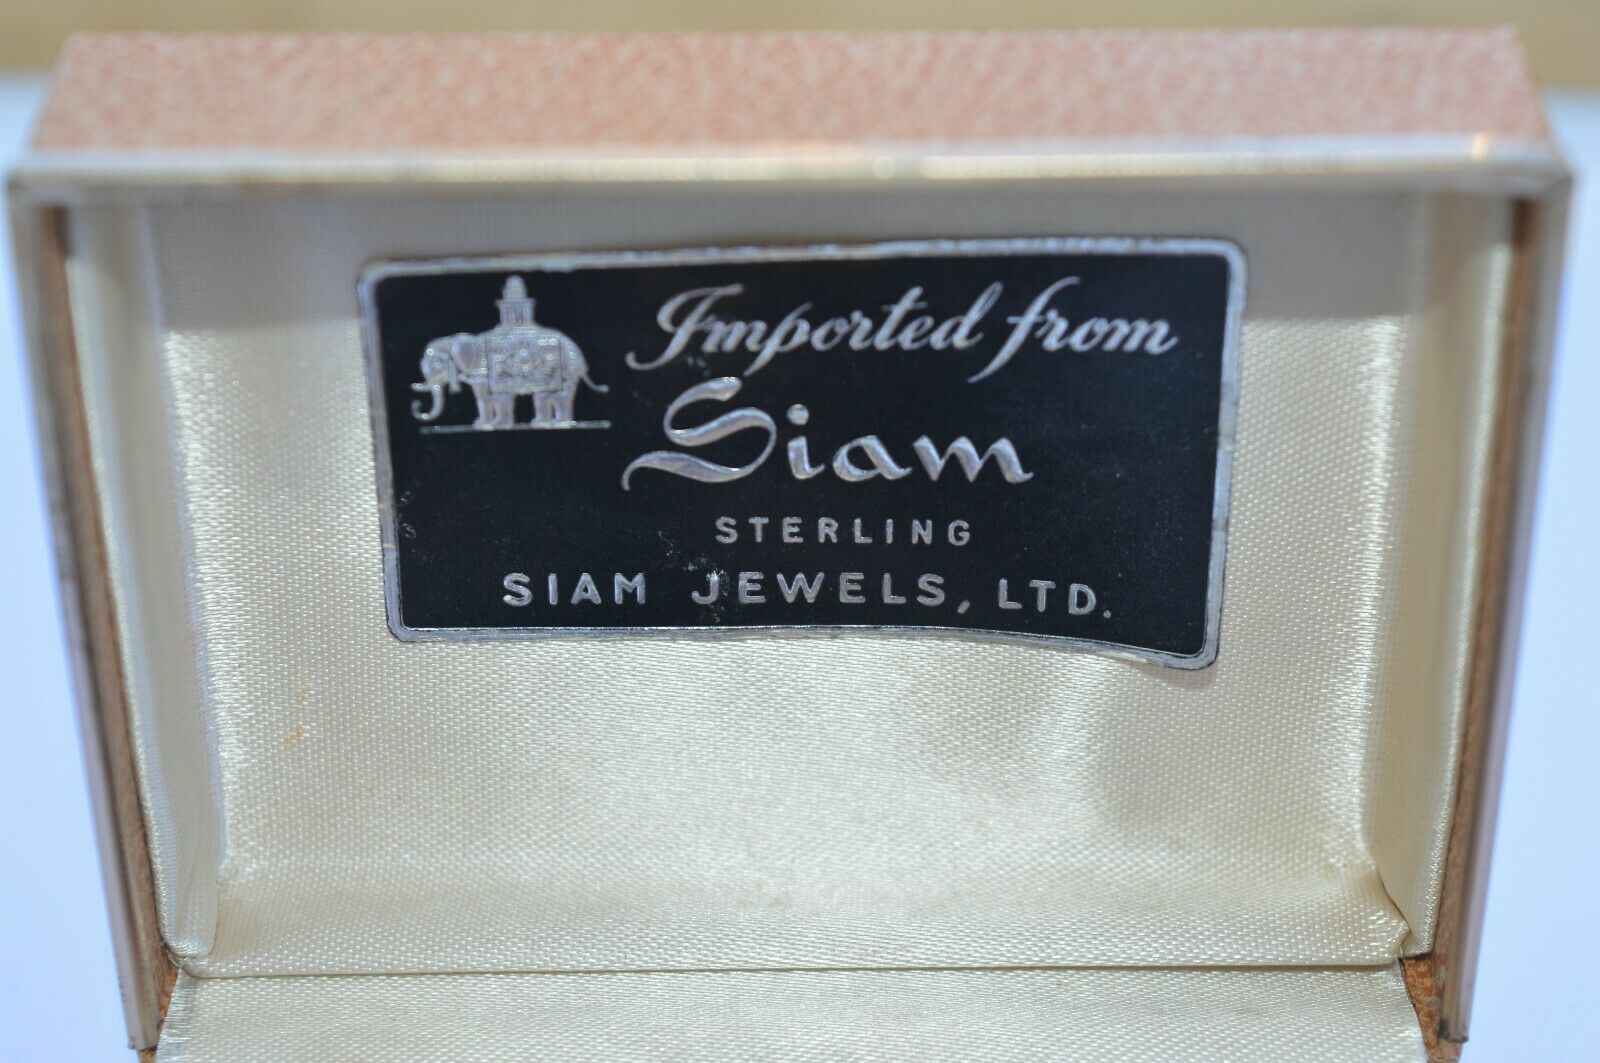 Imported from
Siam
STERLING
SIAM JEWELS, LTD.